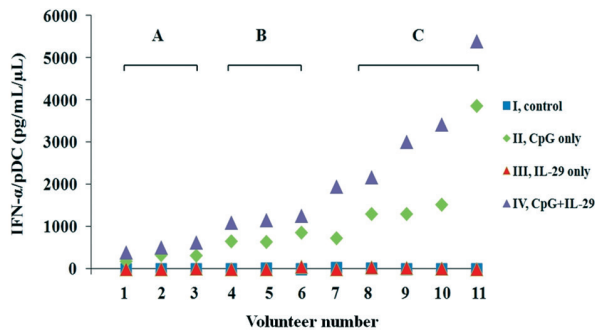 A B C
IFN-α/pDC (pg/mL/μL)
6000
5000
4000
3000
2000
1000
0
1 2 3 4 5 6 7 8 9 10 11
Volunteer number
I, control
II, CpG only
III, IL-29 only
IV, CpG+IL-29